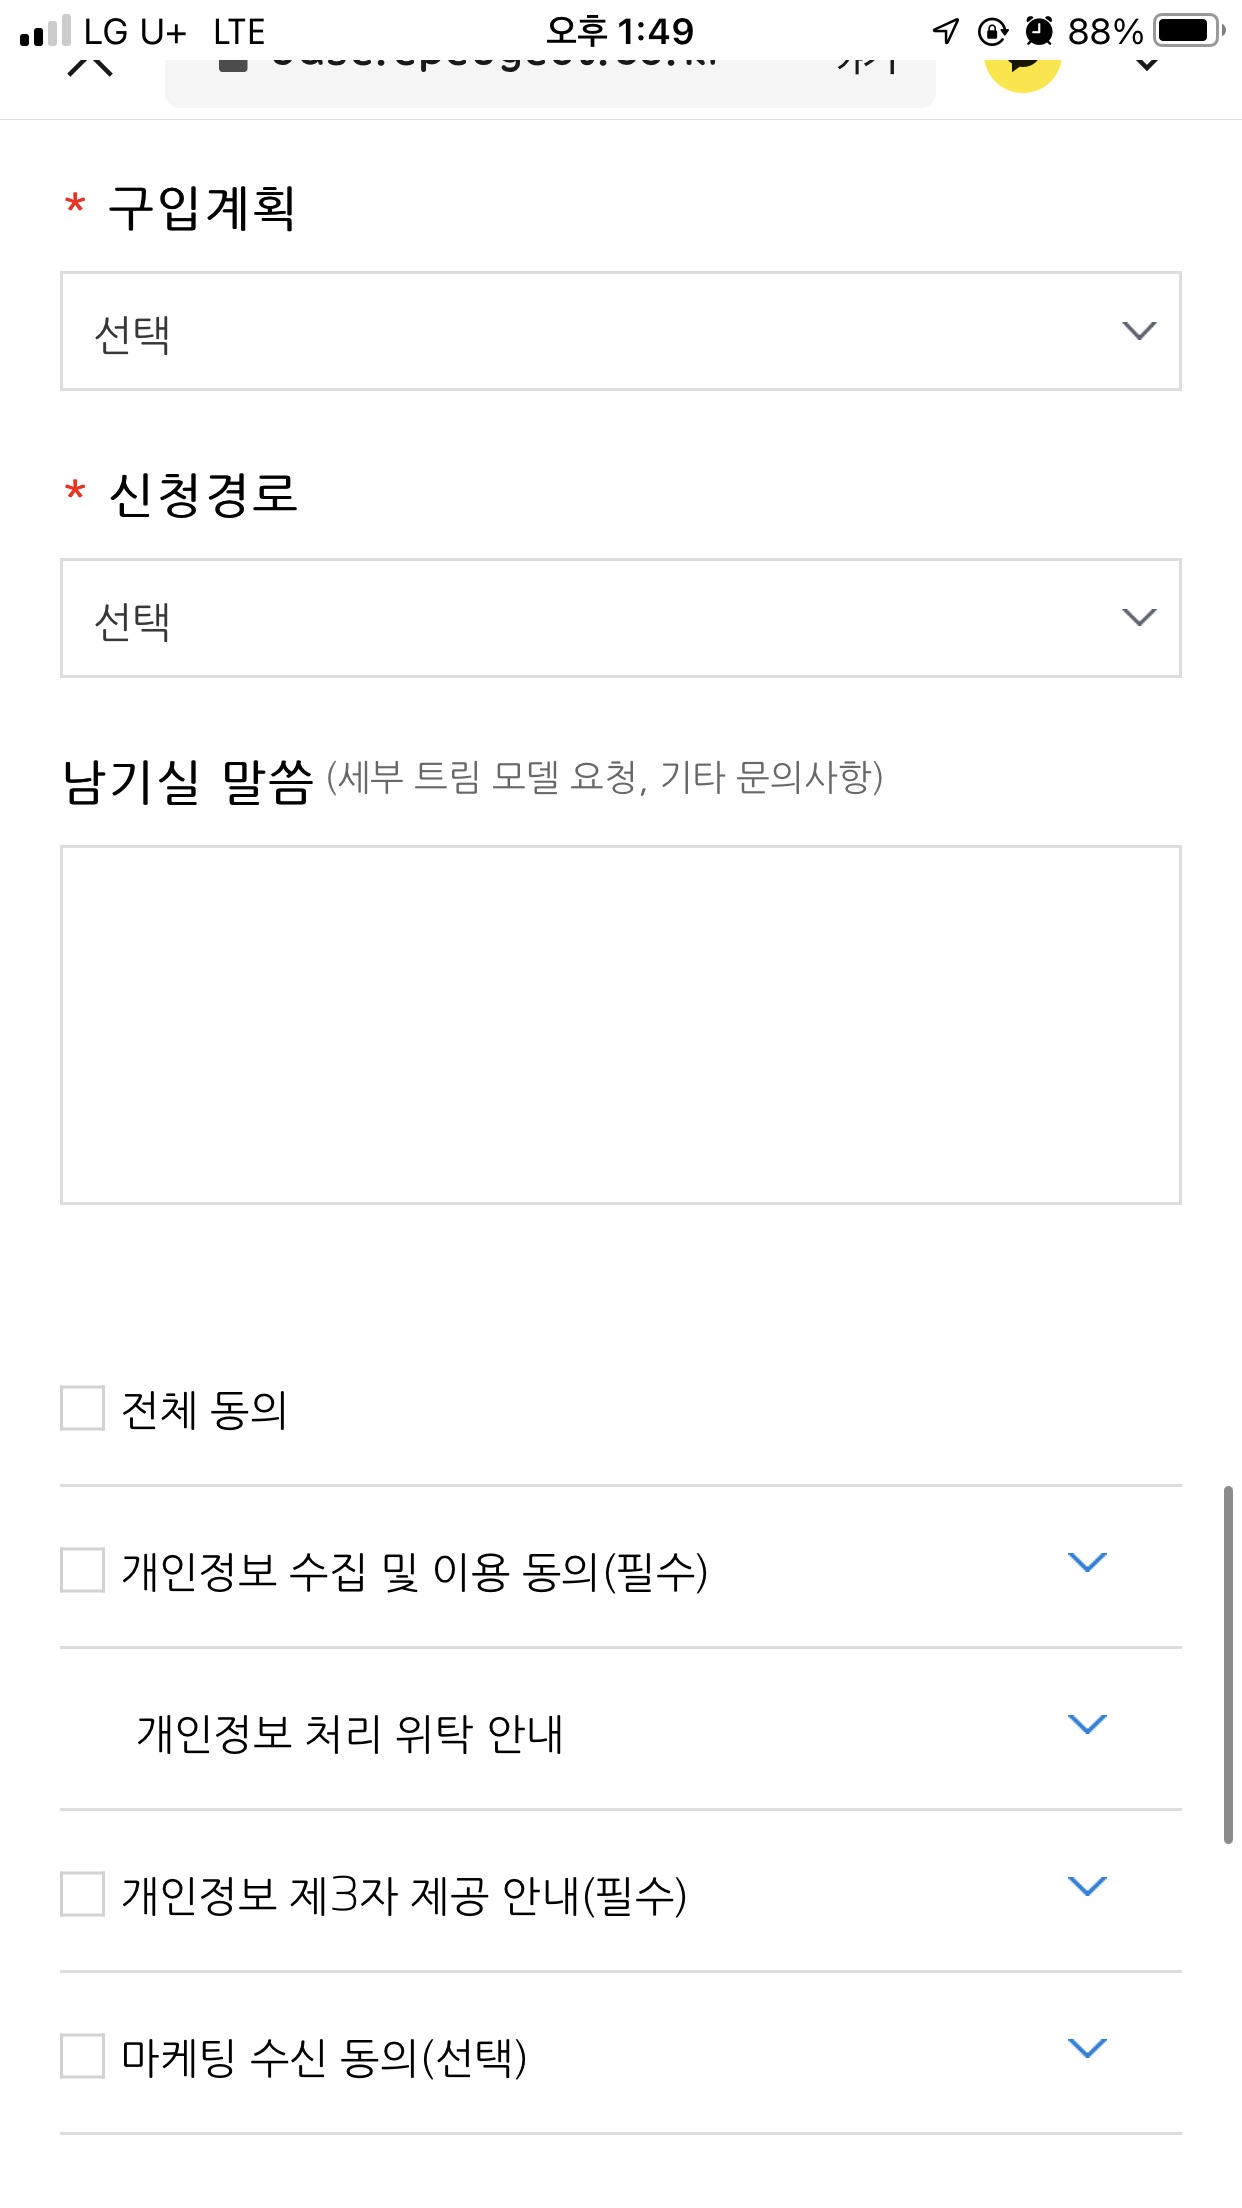 LG U+ LTE 오후 1:49 88%
* 구입계획
선택
* 신청경로
선택
남기실 말씀 (세부 트림 모델 요청, 기타 문의사항)
전체 동의
개인정보 수집 및 이용 동의(필수)
개인정보 처리 위탁 안내
개인정보 제3자 제공 안내(필수)
마케팅 수신 동의(선택)